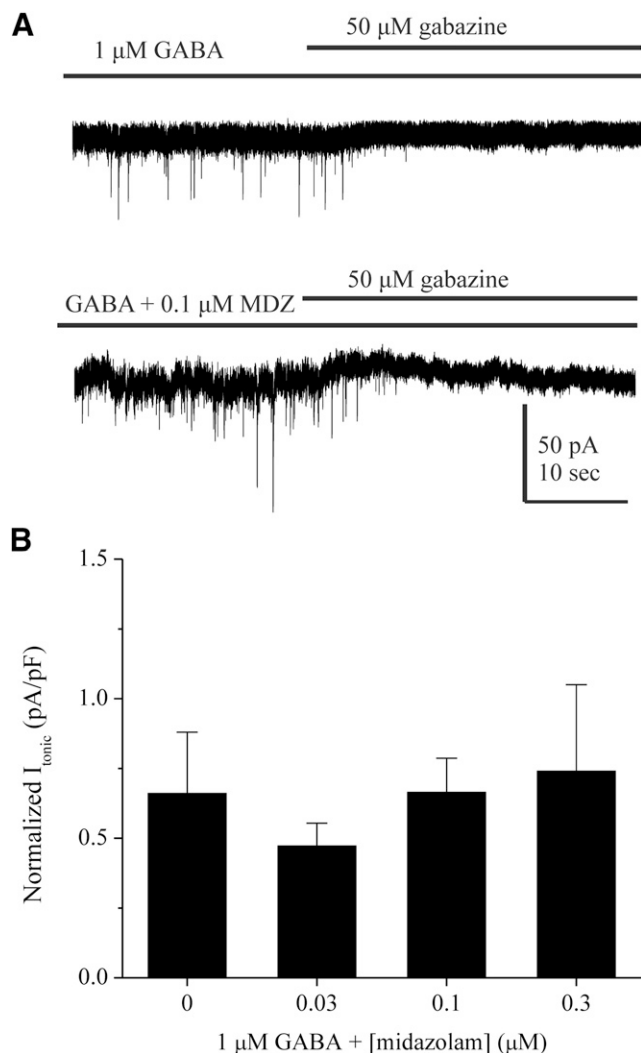 A
50 μM gabazine
1 μM GABA
50 μM gabazine
GABA + 0.1 μM MDZ
50 pA
10 sec
B
Normalized I_tonic (pA/pF)
1.5
1.0
0.5
0.0
0 0.03 0.1 0.3
1 μM GABA + [midazolam] (μM)